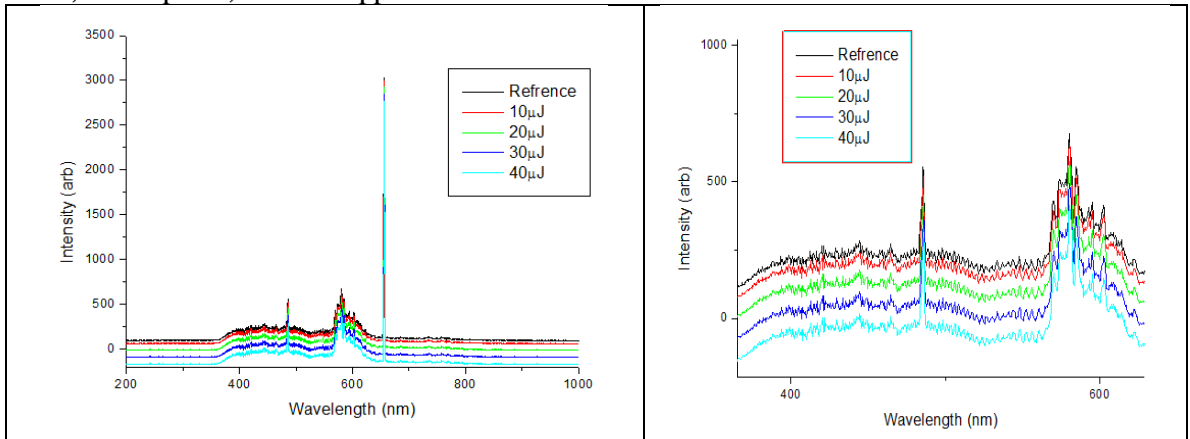 3500
3000
2500
2000
1500
1000
500
0
Intensity (arb)
Refrence
10μJ
20μJ
30μJ
40μJ
200
400
600
800
1000
Wavelength (nm)
1000
500
0
Intensity (arb)
Refrence
10μJ
20μJ
30μJ
40μJ
400
600
Wavelength (nm)